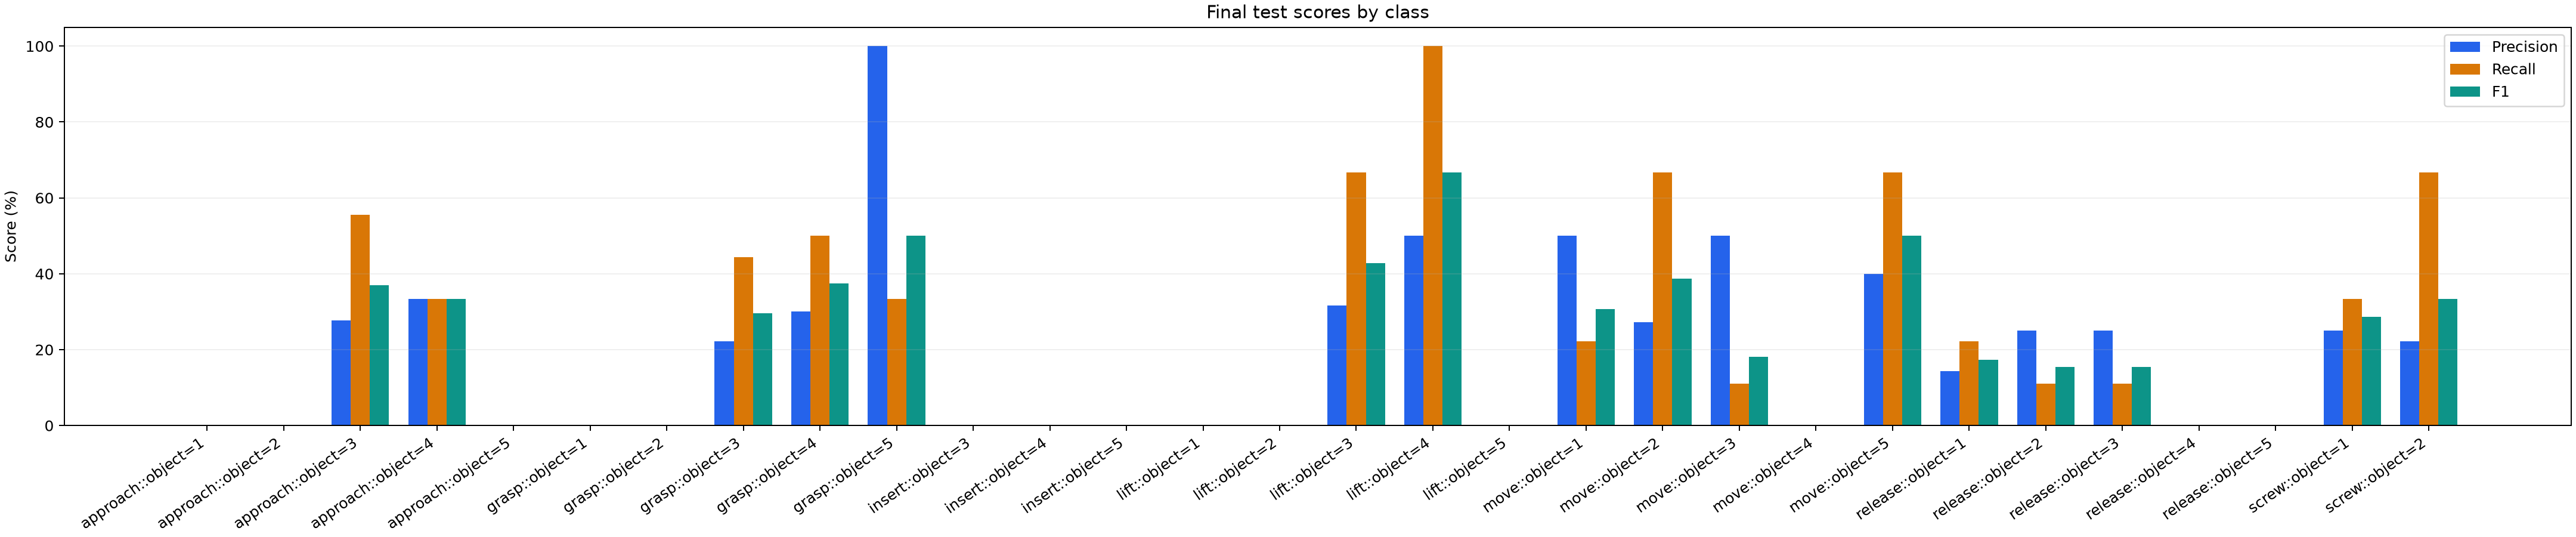 Final test scores by class
Score (%)
100
80
60
40
20
0
Precision
Recall
F1
approach::object=1
approach::object=2
approach::object=3
approach::object=4
approach::object=5
grasp::object=1
grasp::object=2
grasp::object=3
grasp::object=4
grasp::object=5
insert::object=3
insert::object=4
insert::object=5
lift::object=1
lift::object=2
lift::object=3
lift::object=4
lift::object=5
move::object=1
move::object=2
move::object=3
move::object=4
move::object=5
release::object=1
release::object=2
release::object=3
release::object=4
release::object=5
screw::object=1
screw::object=2